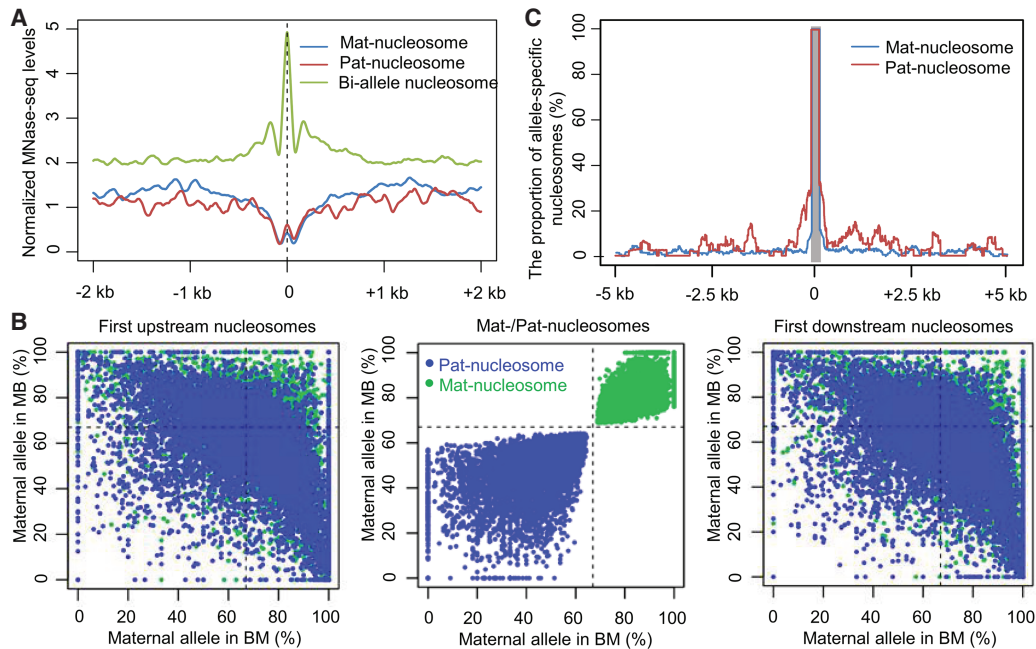 A
Normalized MNase-seq levels
5
4
3
2
1
0
Mat-nucleosome
Pat-nucleosome
Bi-allele nucleosome
-2 kb
-1 kb
0
+1 kb
+2 kb
C
The proportion of allele-specific
nucleosomes (%)
100
80
60
40
20
0
Mat-nucleosome
Pat-nucleosome
-5 kb
-2.5 kb
0
+2.5 kb
+5 kb
B
First upstream nucleosomes
Maternal allele in MB (%)
100
80
60
40
20
0
0
20
40
60
80
100
Maternal allele in BM (%)
Mat-/Pat-nucleosomes
Maternal allele in MB (%)
100
80
60
40
20
0
Pat-nucleosome
Mat-nucleosome
0
20
40
60
80
100
Maternal allele in BM (%)
First downstream nucleosomes
Maternal allele in MB (%)
100
80
60
40
20
0
0
20
40
60
80
100
Maternal allele in BM (%)